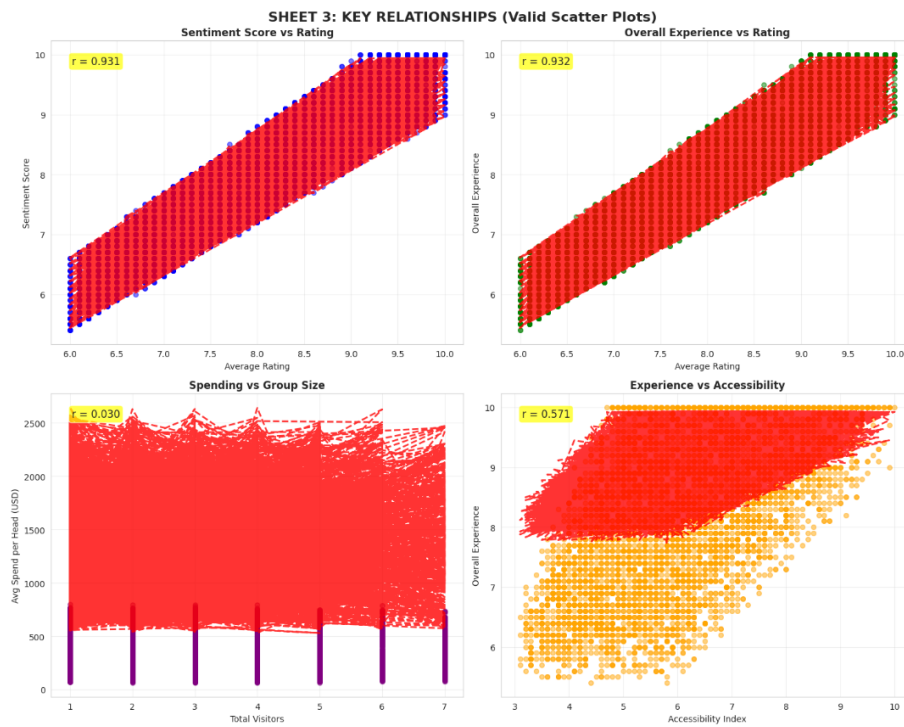 SHEET 3: KEY RELATIONSHIPS (Valid Scatter Plots)
Sentiment Score vs Rating
r = 0.931
10
9
8
7
6
Sentiment Score
6.0 6.5 7.0 7.5 8.0 8.5 9.0 9.5 10.0
Average Rating
Overall Experience vs Rating
r = 0.932
10
9
8
7
6
Overall Experience
6.0 6.5 7.0 7.5 8.0 8.5 9.0 9.5 10.0
Average Rating
Spending vs Group Size
r = 0.030
2500
2000
1500
1000
500
0
Avg Spend per Head (USD)
1 2 3 4 5 6 7
Total Visitors
Experience vs Accessibility
r = 0.571
10
9
8
7
6
Overall Experience
3 4 5 6 7 8 9 10
Accessibility Index